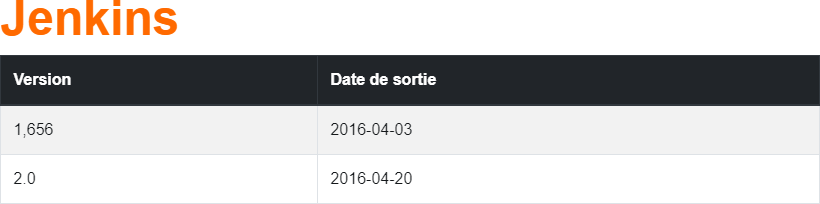 Jenkins
Version Date de sortie
1,656 2016-04-03
2.0 2016-04-20